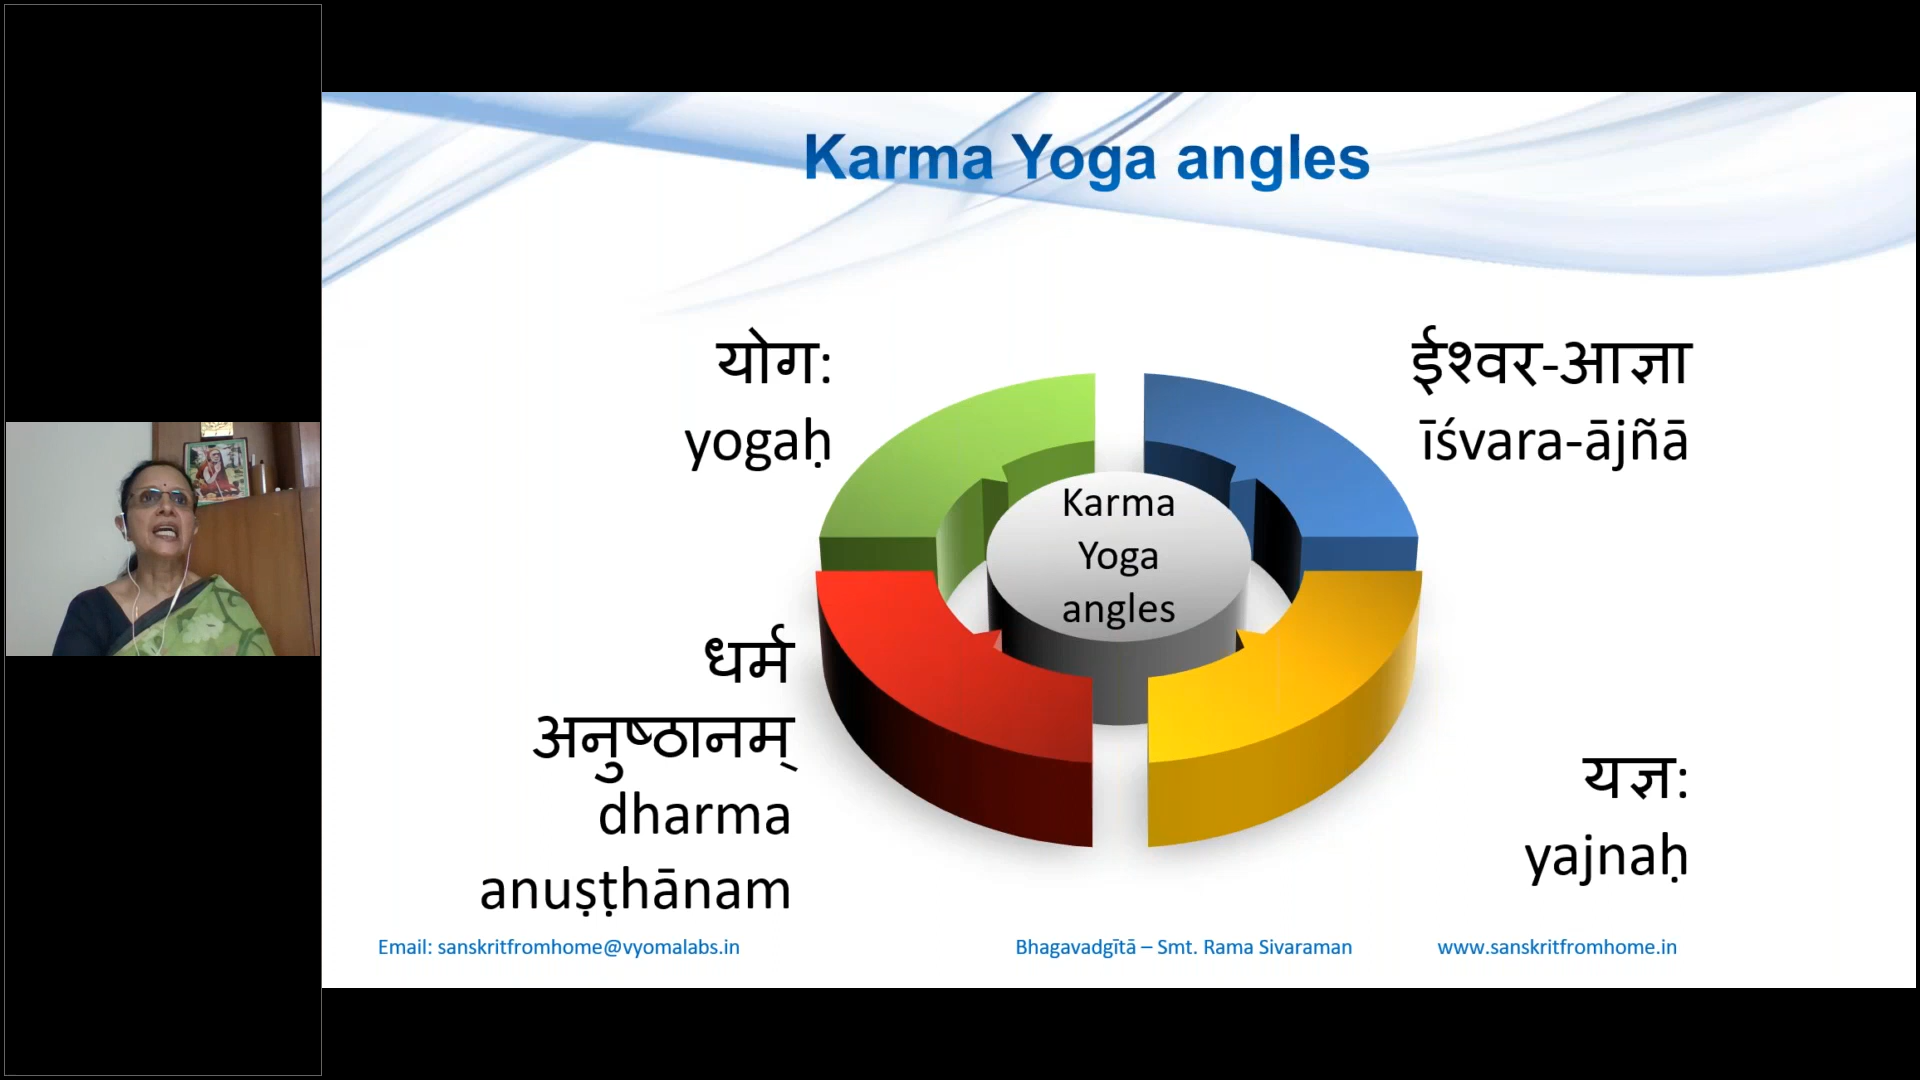 Karma Yoga angles
योगः
yogaḥ
ईश्वर-आज्ञा
īśvara-ājñā
Karma
Yoga
angles
धर्म
अनुष्ठानम्
dharma
anuṣṭhānam
यज्ञः
yajnaḥ
Email: sanskritfromhome@vyomalabs.in
Bhagavadgītā – Smt. Rama Sivaraman
www.sanskritfromhome.in